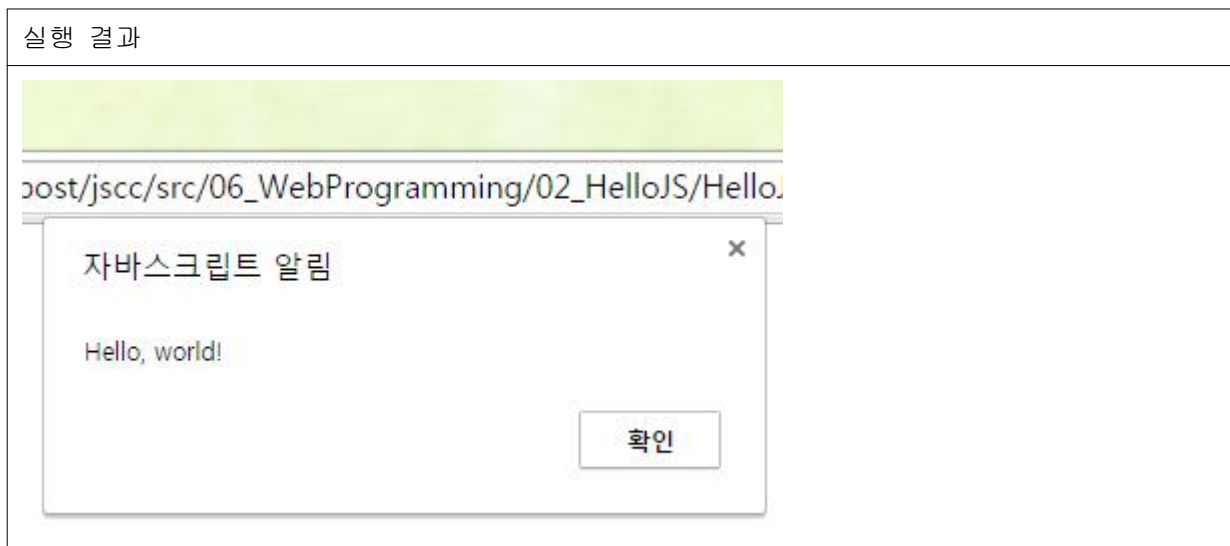 실행 결과
post/jscc/src/06_WebProgramming/02_HelloJS/Hello
자바스크립트 알림
×
Hello, world!
확인